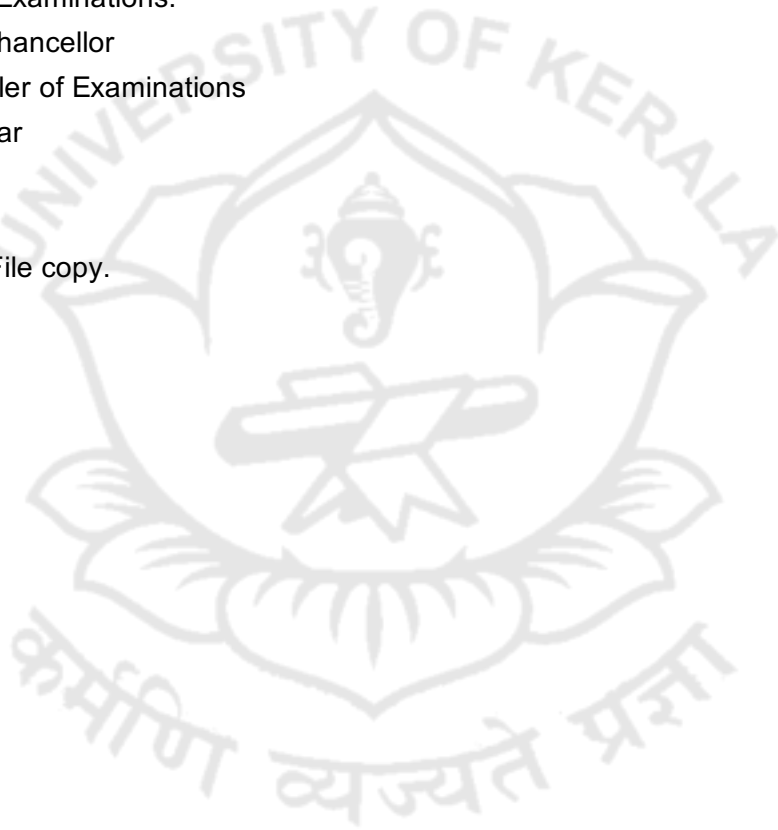 Examinations.
hancellor
ler of Examinations
ar
File copy.
UNIVERSITY OF KERALA
कर्मणि व्यज्यते प्रज्ञा